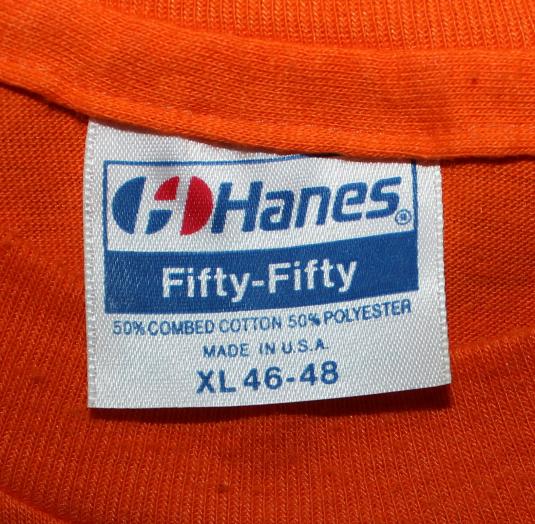 Hanes®
Fifty-Fifty
50% COMBED COTTON 50% POLYESTER
MADE IN U.S.A.
XL 46-48